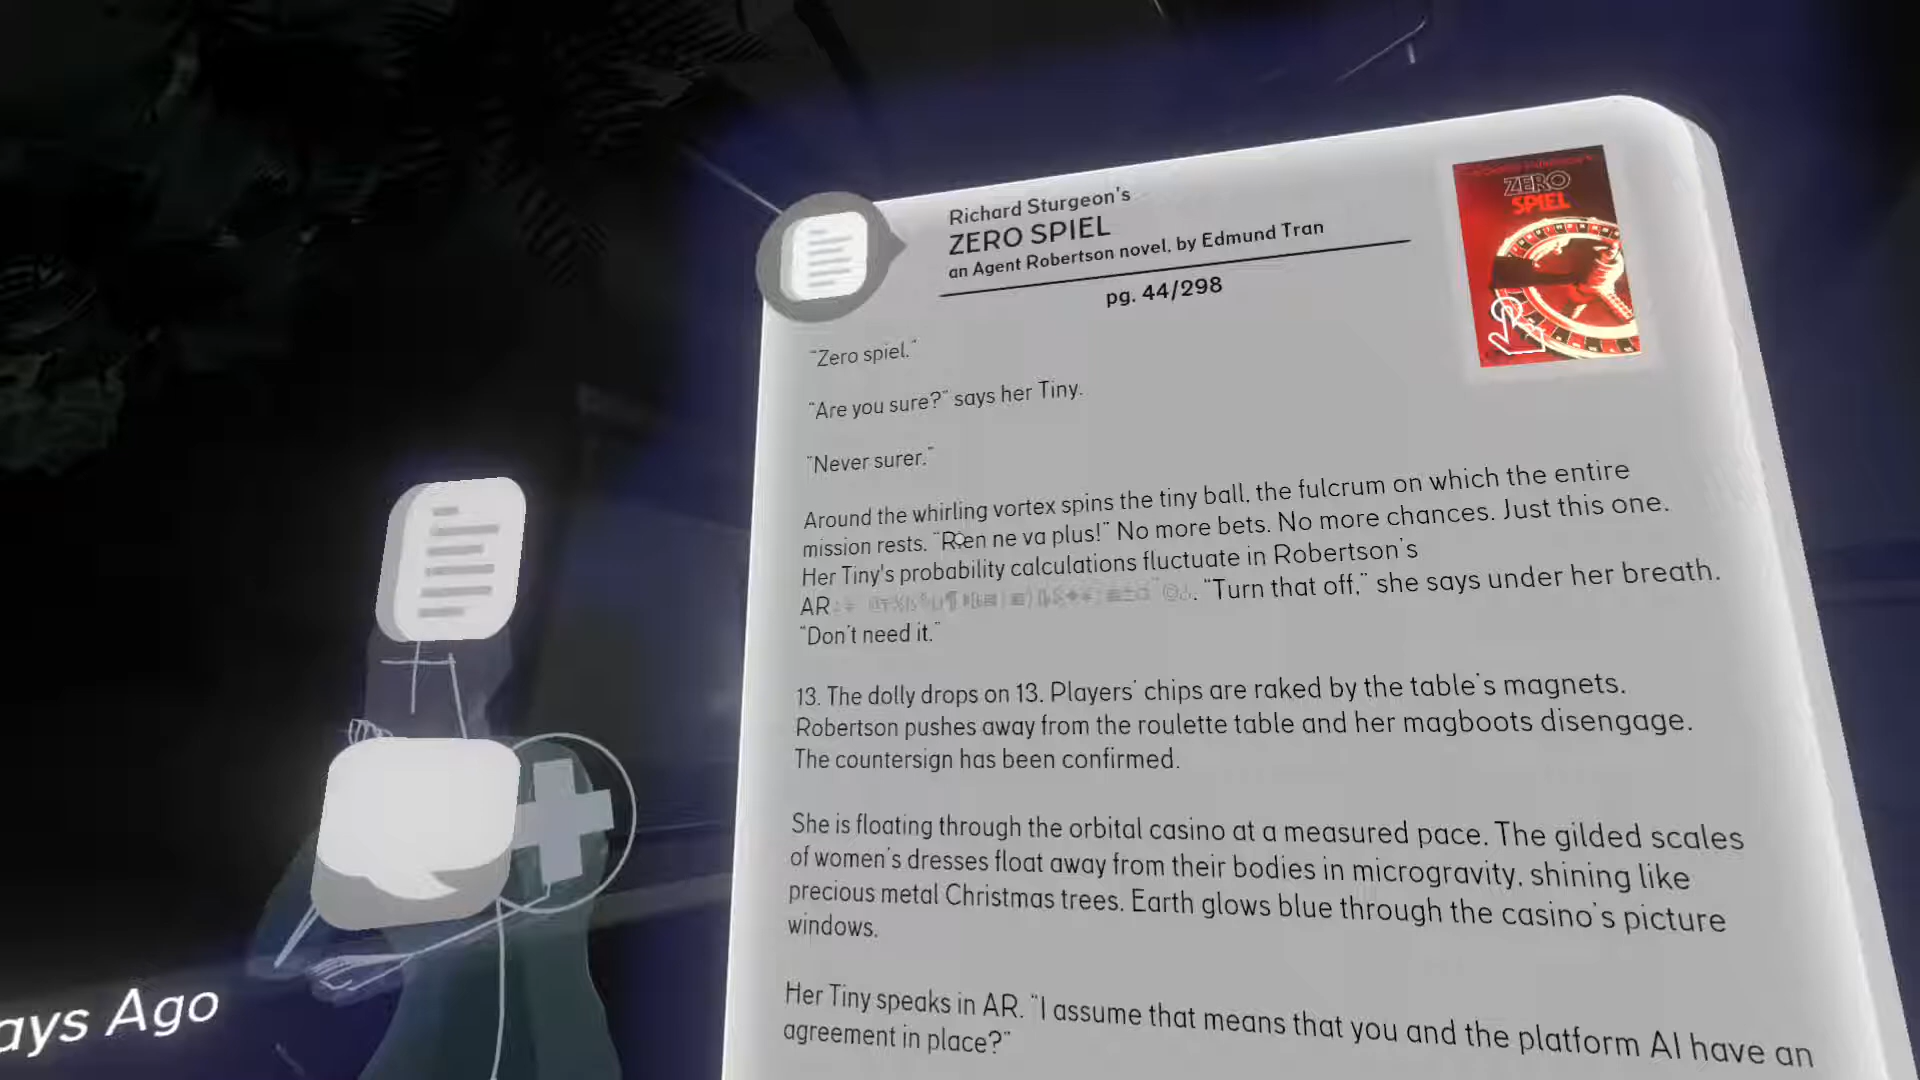 Richard Sturgeon's
ZERO SPIEL
an Agent Robertson novel, by Edmund Tran
pg. 44/298
ZERO
SPIEL
"Zero spiel."
"Are you sure?" says her Tiny.
"Never surer."
Around the whirling vortex spins the tiny ball, the fulcrum on which the entire
mission rests. "Rien ne va plus!" No more bets. No more chances. Just this one.
Her Tiny's probability calculations fluctuate in Robertson's
AR. "Turn that off," she says under her breath.
"Don't need it."
13. The dolly drops on 13. Players' chips are raked by the table's magnets.
Robertson pushes away from the roulette table and her magboots disengage.
The countersign has been confirmed.
She is floating through the orbital casino at a measured pace. The gilded scales
of women's dresses float away from their bodies in microgravity, shining like
precious metal Christmas trees. Earth glows blue through the casino's picture
windows.
Her Tiny speaks in AR. "I assume that means that you and the platform AI have an
agreement in place?"
Ago